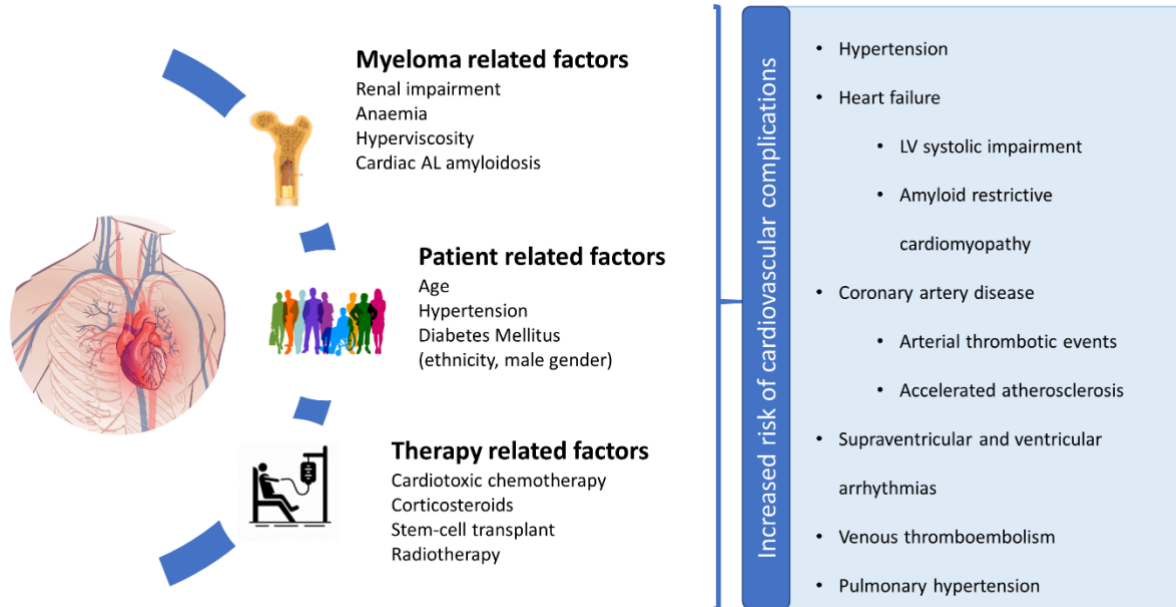 Myeloma related factors
Renal impairment
Anaemia
Hyperviscosity
Cardiac AL amyloidosis
Patient related factors
Age
Hypertension
Diabetes Mellitus
(ethnicity, male gender)
Therapy related factors
Cardiotoxic chemotherapy
Corticosteroids
Stem-cell transplant
Radiotherapy
Increased risk of cardiovascular complications
• Hypertension
• Heart failure
• LV systolic impairment
• Amyloid restrictive
cardiomyopathy
• Coronary artery disease
• Arterial thrombotic events
• Accelerated atherosclerosis
• Supraventricular and ventricular
arrhythmias
• Venous thromboembolism
• Pulmonary hypertension